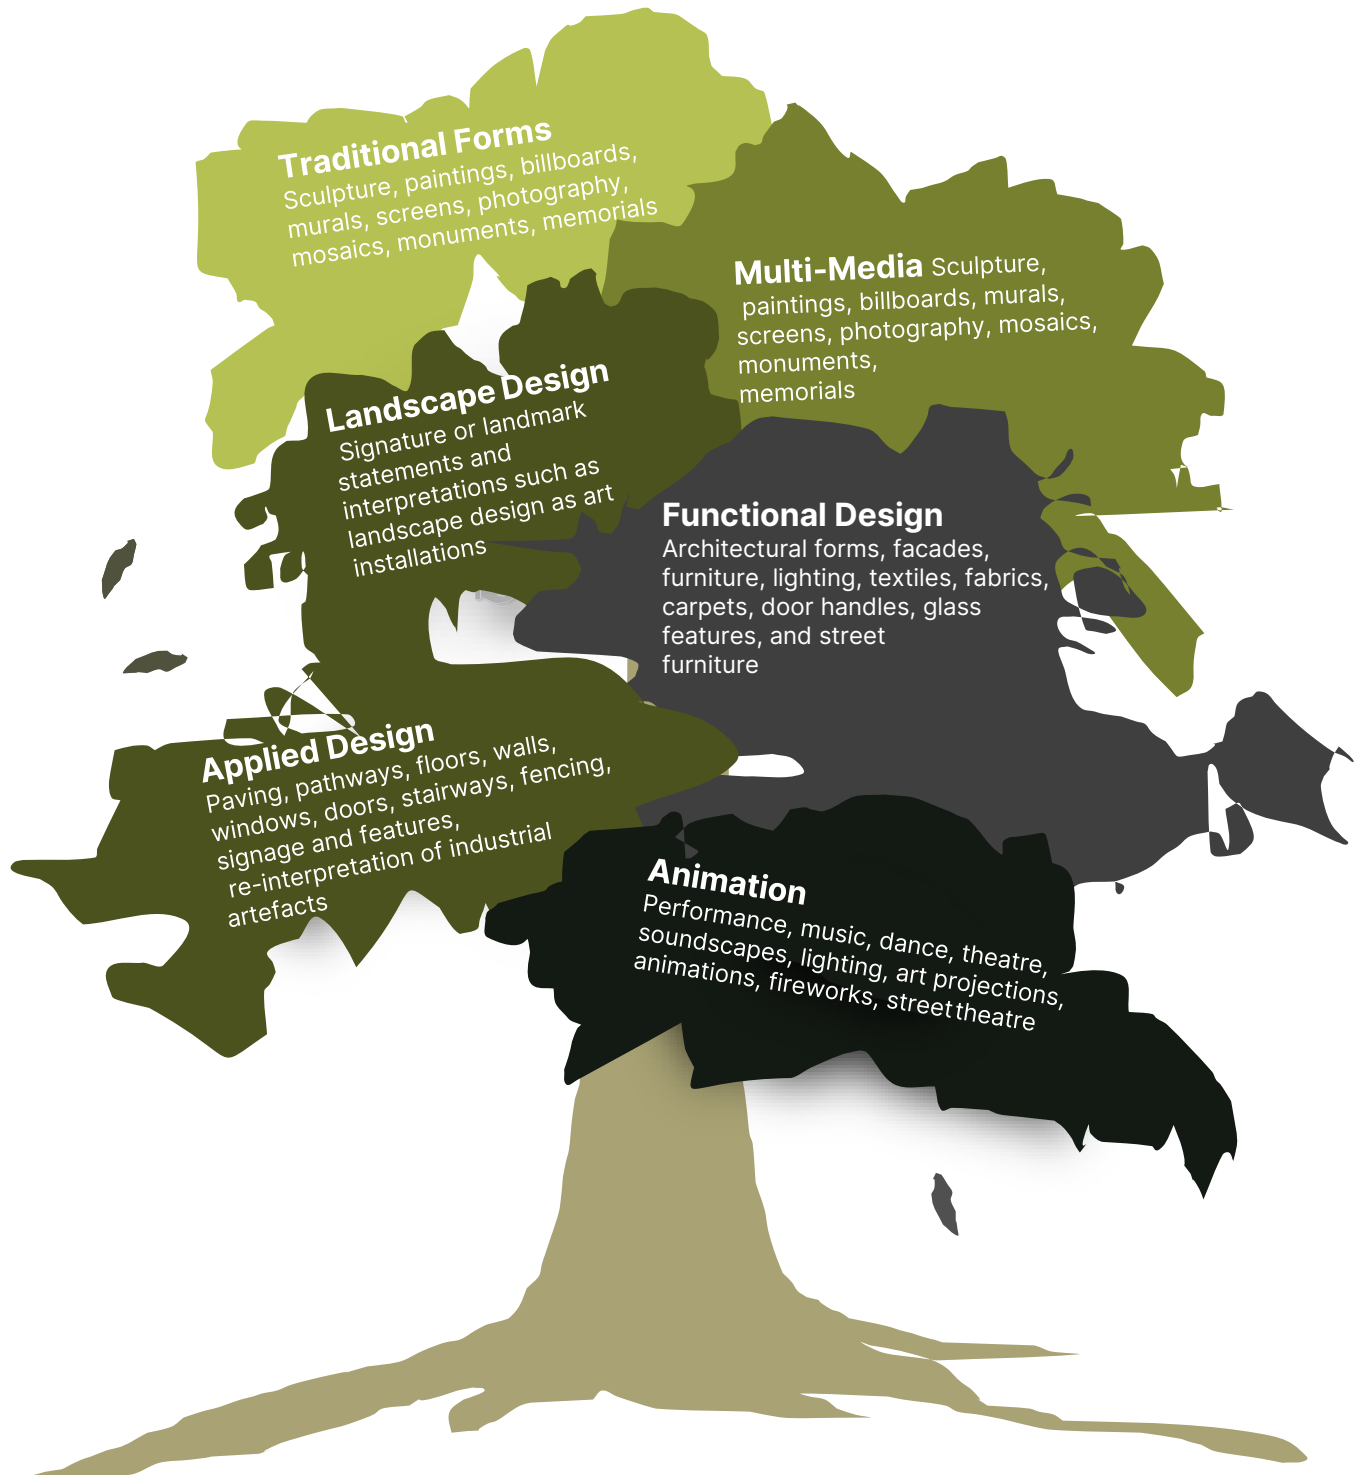 Traditional Forms
Sculpture, paintings, billboards,
murals, screens, photography,
mosaics, monuments, memorials
Multi-Media Sculpture,
paintings, billboards, murals,
screens, photography, mosaics,
monuments,
memorials
Landscape Design
Signature or landmark
statements and
interpretations such as
landscape design as art
installations
Functional Design
Architectural forms, facades,
furniture, lighting, textiles, fabrics,
carpets, door handles, glass
features, and street
furniture
Applied Design
Paving, pathways, floors, walls,
windows, doors, stairways, fencing,
signage and features,
re-interpretation of industrial
artefacts
Animation
Performance, music, dance, theatre,
soundscapes, lighting, art projections,
animations, fireworks, street theatre